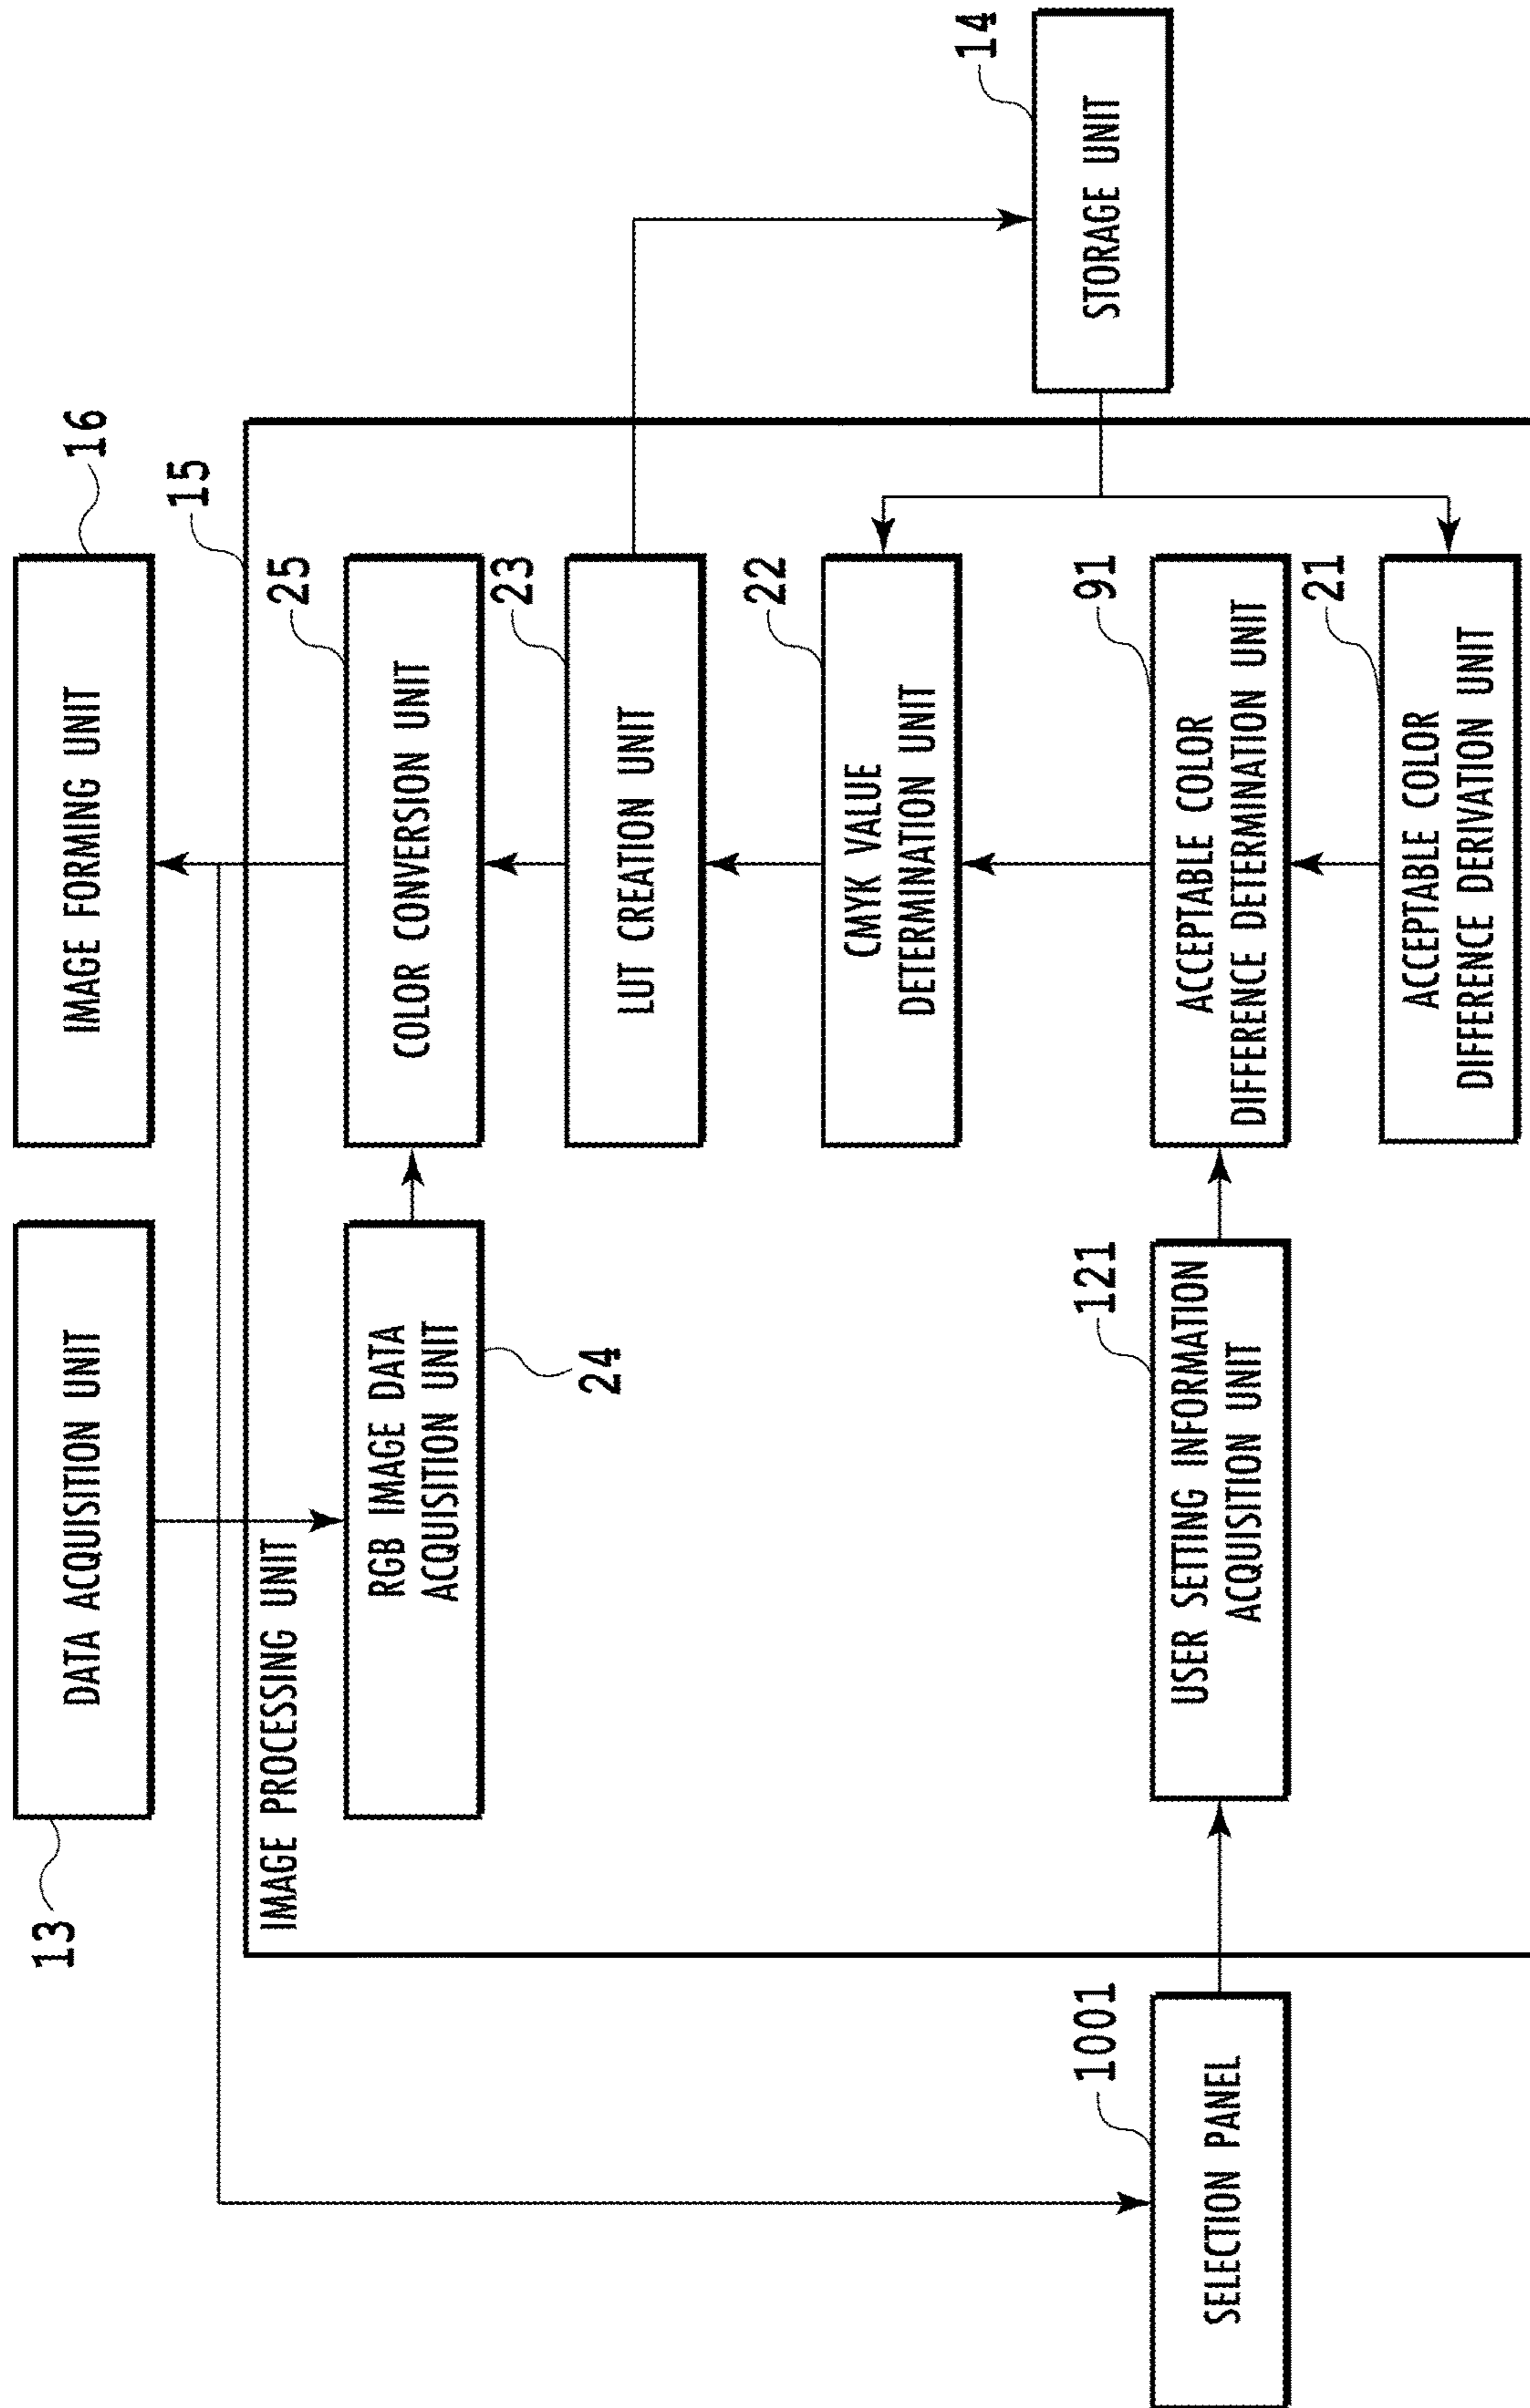 13
DATA ACQUISITION UNIT
IMAGE FORMING UNIT
16
15
IMAGE PROCESSING UNIT
RGB IMAGE DATA
ACQUISITION UNIT
24
COLOR CONVERSION UNIT
25
LUT CREATION UNIT
23
CMYK VALUE
DETERMINATION UNIT
22
14
STORAGE UNIT
1001
SELECTION PANEL
121
USER SETTING INFORMATION
ACQUISITION UNIT
91
ACCEPTABLE COLOR
DIFFERENCE DETERMINATION UNIT
21
ACCEPTABLE COLOR
DIFFERENCE DERIVATION UNIT